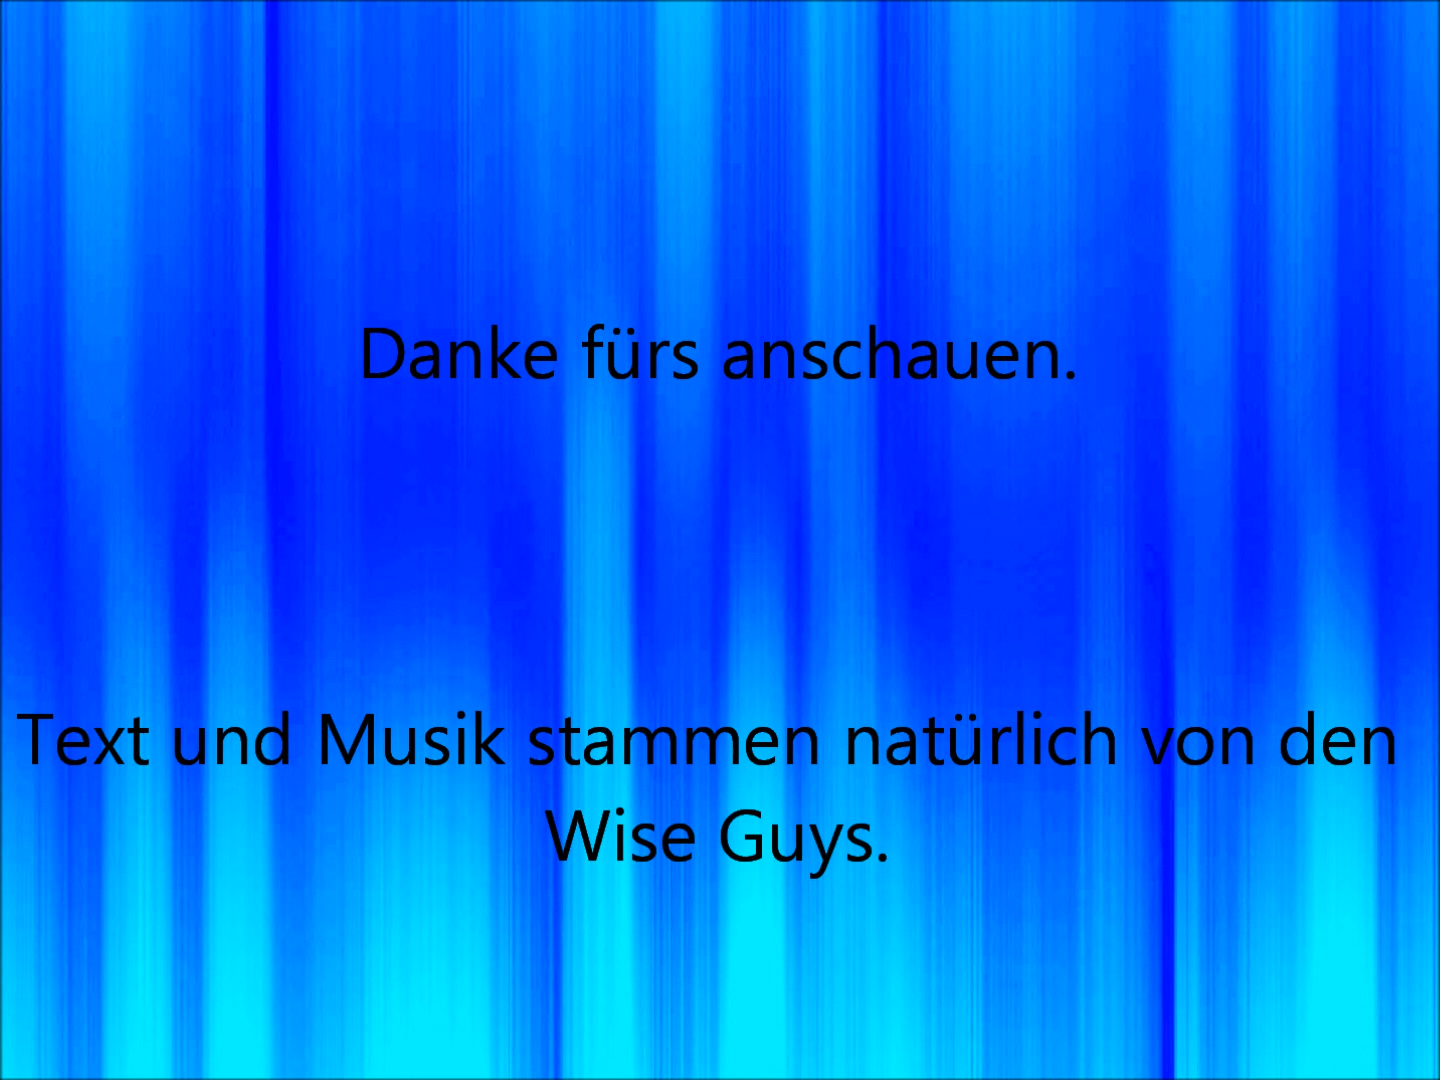 Danke fürs anschauen.
Text und Musik stammen natürlich von den
Wise Guys.